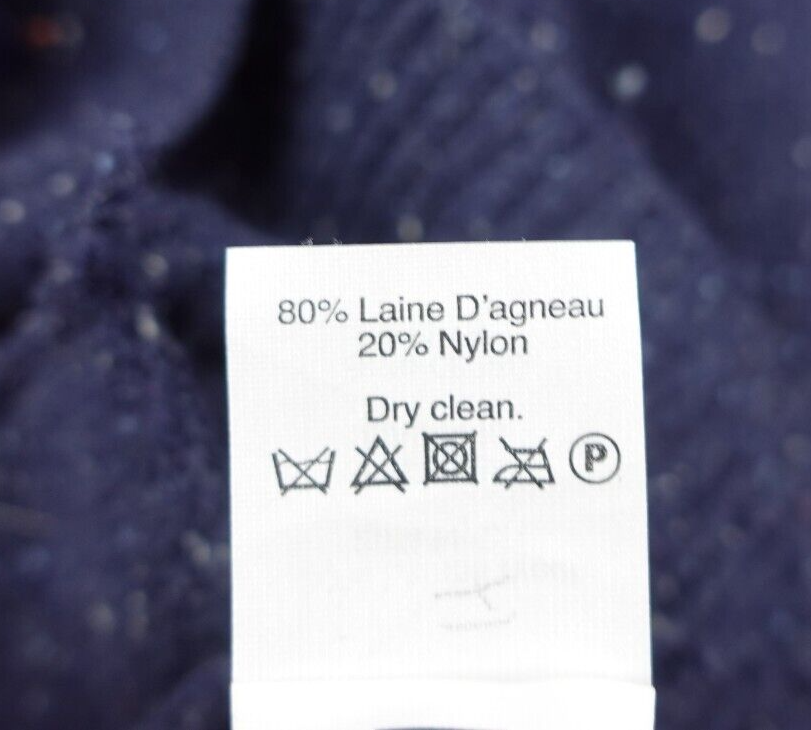 80% Laine D'agneau
20% Nylon
Dry clean.
P